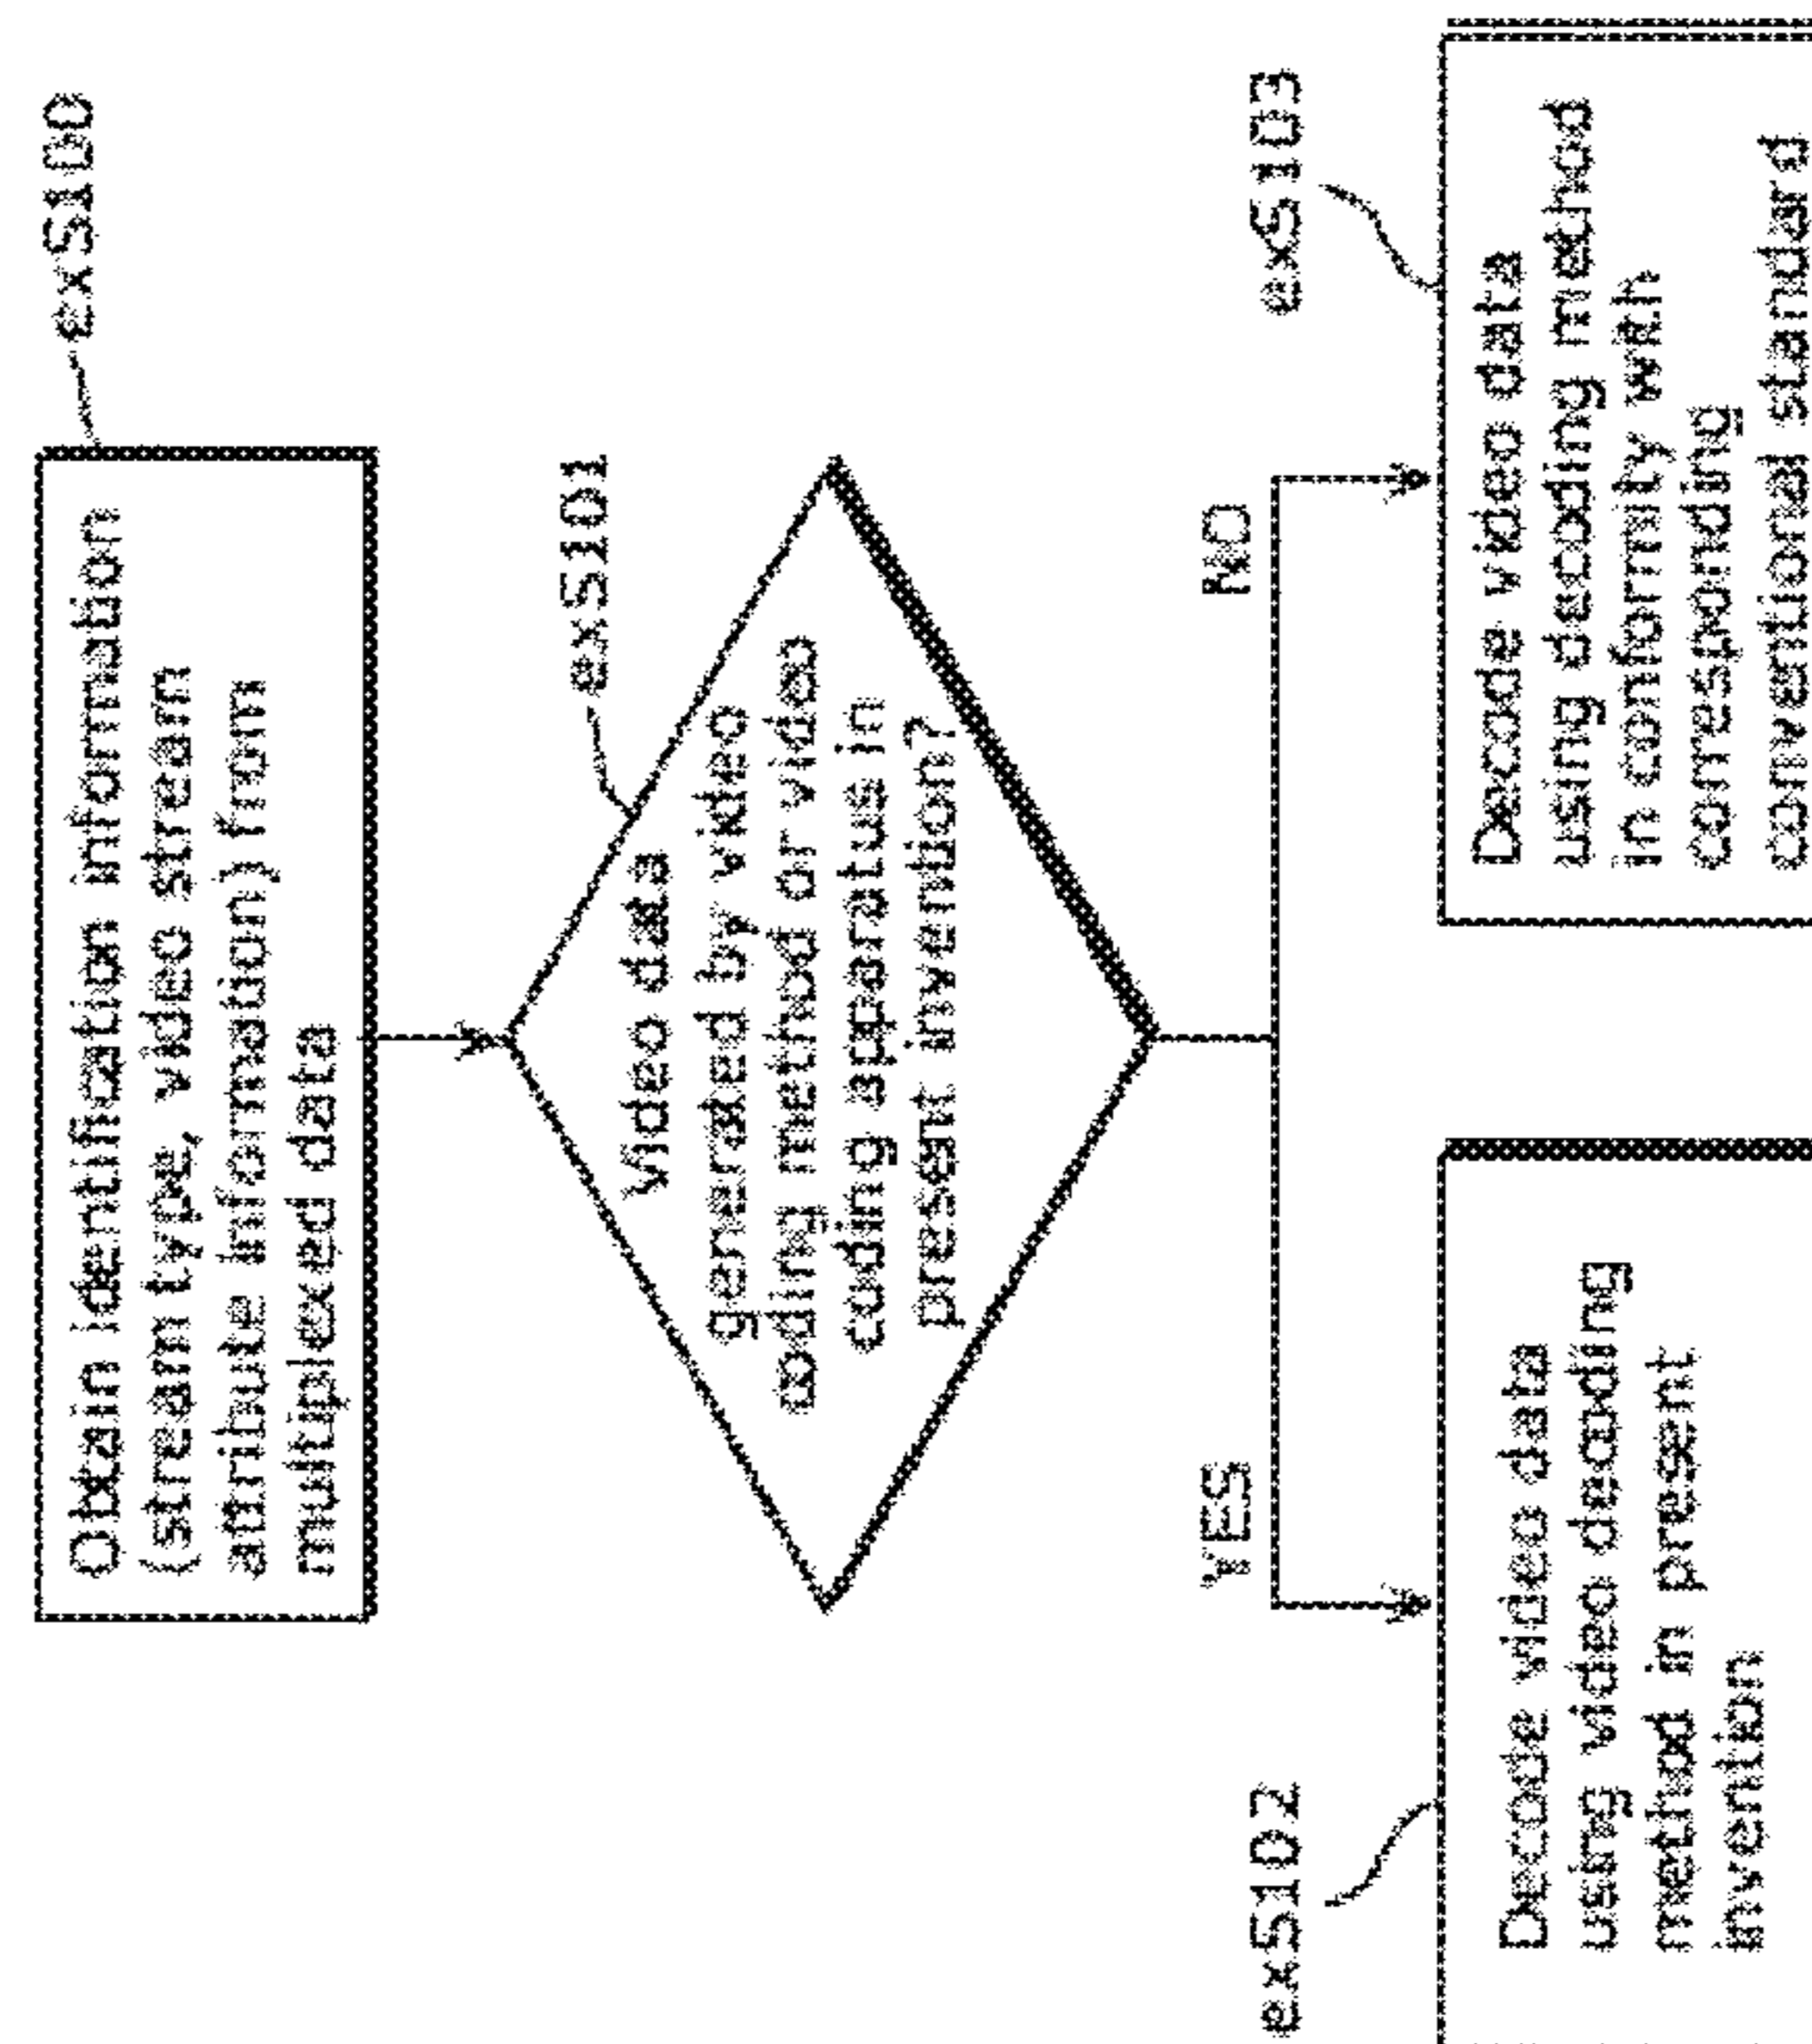 exS100
Obtain identification information
(stream type, video stream
attribute information) from
multiplexed data
exS101
Video data
generated by video
coding method or video
coding apparatus in
present invention?
YES
NO
exS102
exS103
Decode video data
using video decoding
method in present
invention
Decode video data
using decoding method
in conformity with
corresponding
conventional standard